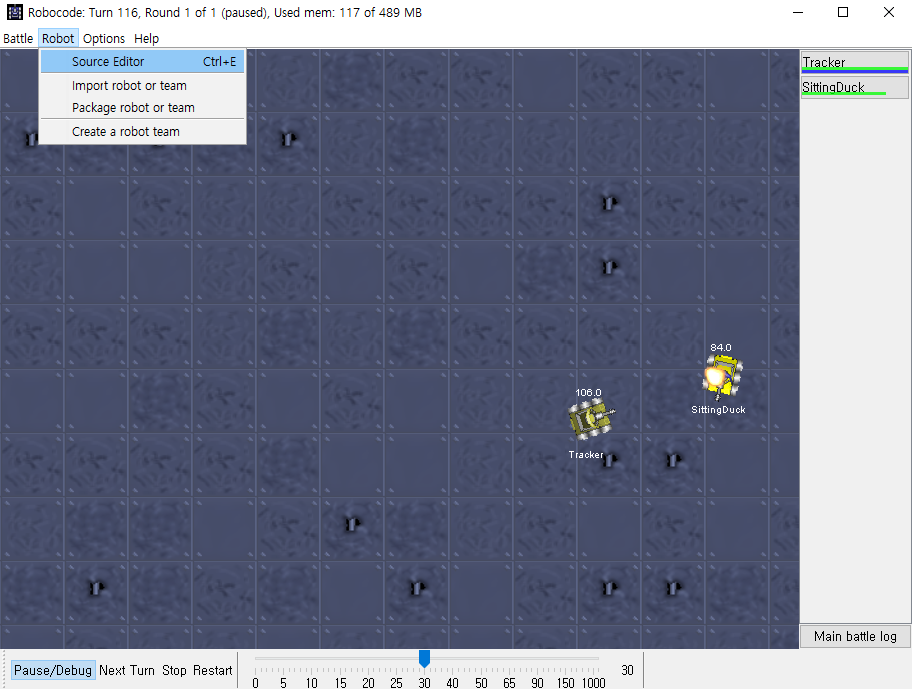 Robocode: Turn 116, Round 1 of 1 (paused), Used mem: 117 of 489 MB
Battle Robot Options Help
Source Editor Ctrl+E
Import robot or team
Package robot or team
Create a robot team
Tracker
SittingDuck
84.0
SittingDuck
106.0
Tracker
Main battle log
Pause/Debug Next Turn Stop Restart
0 5 10 15 20 25 30 40 50 65 90 150 1000
30